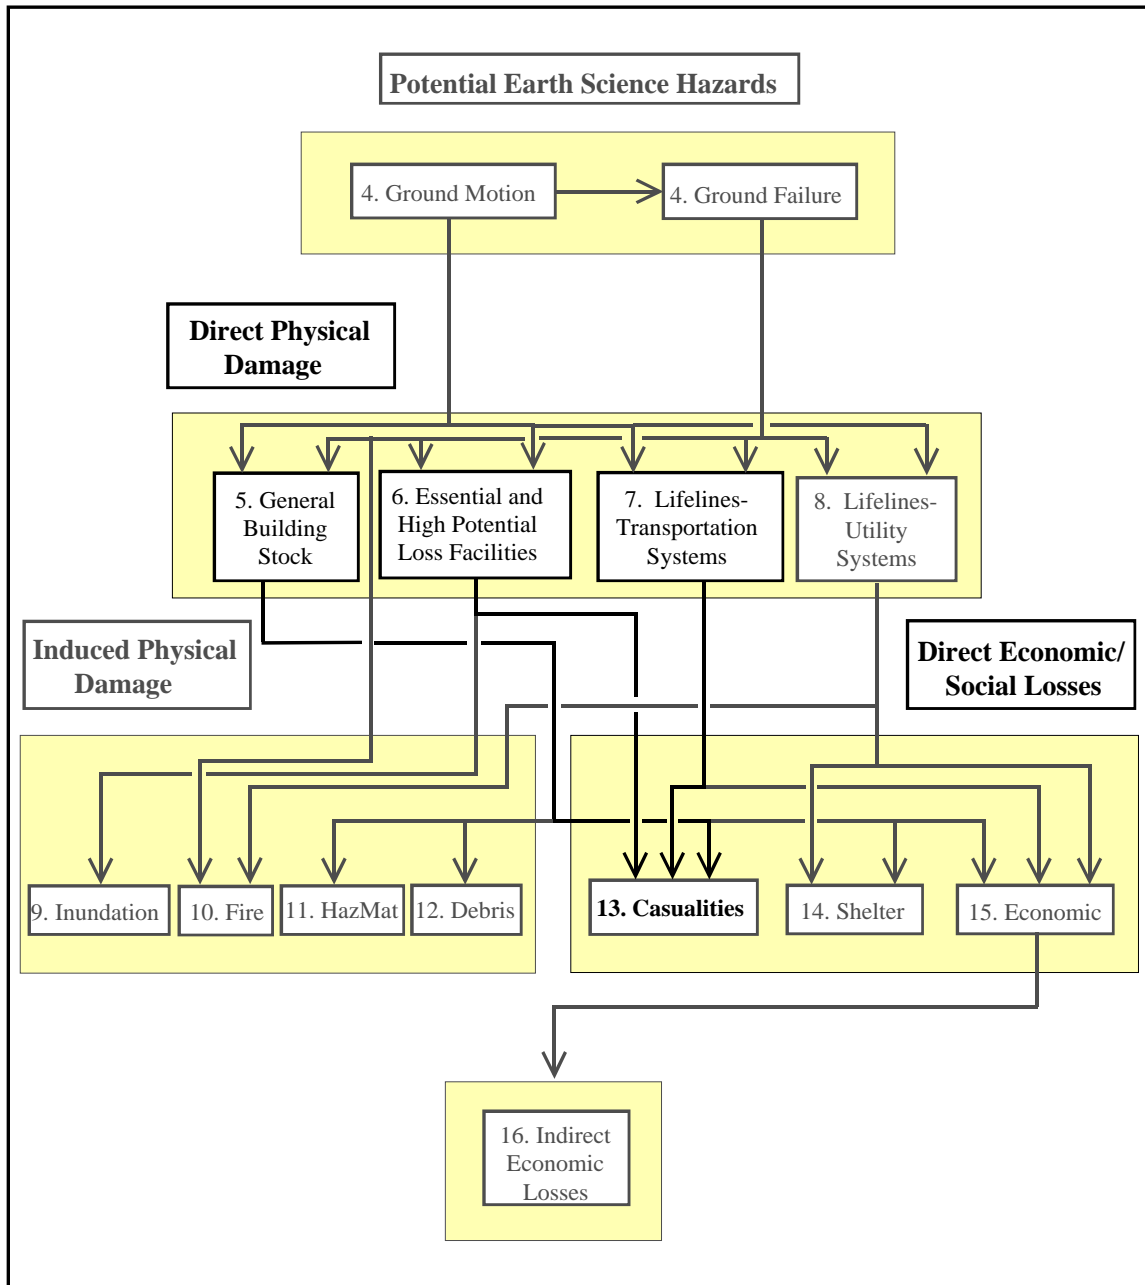 Potential Earth Science Hazards
4. Ground Motion
4. Ground Failure
Direct Physical
Damage
5. General
Building
Stock
6. Essential and
High Potential
Loss Facilities
7. Lifelines-
Transportation
Systems
8. Lifelines-
Utility
Systems
Induced Physical
Damage
Direct Economic/
Social Losses
9. Inundation
10. Fire
11. HazMat
12. Debris
13. Casualities
14. Shelter
15. Economic
16. Indirect
Economic
Losses